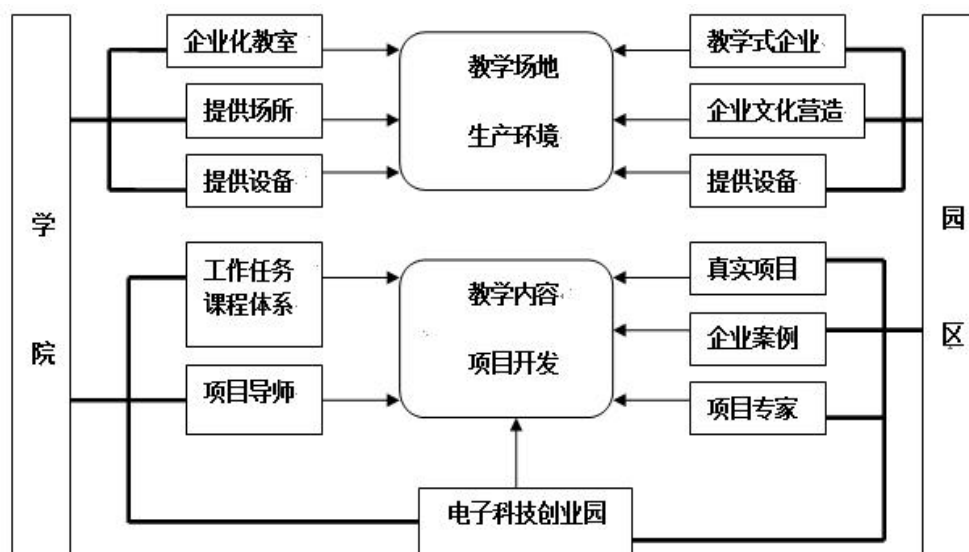 企业化教室
教学场地
教学式企业
提供场所
生产环境
企业文化营造
提供设备
提供设备
学院
园区
工作任务
课程体系
教学内容
真实项目
项目开发
企业案例
项目导师
项目专家
电子科技创业园